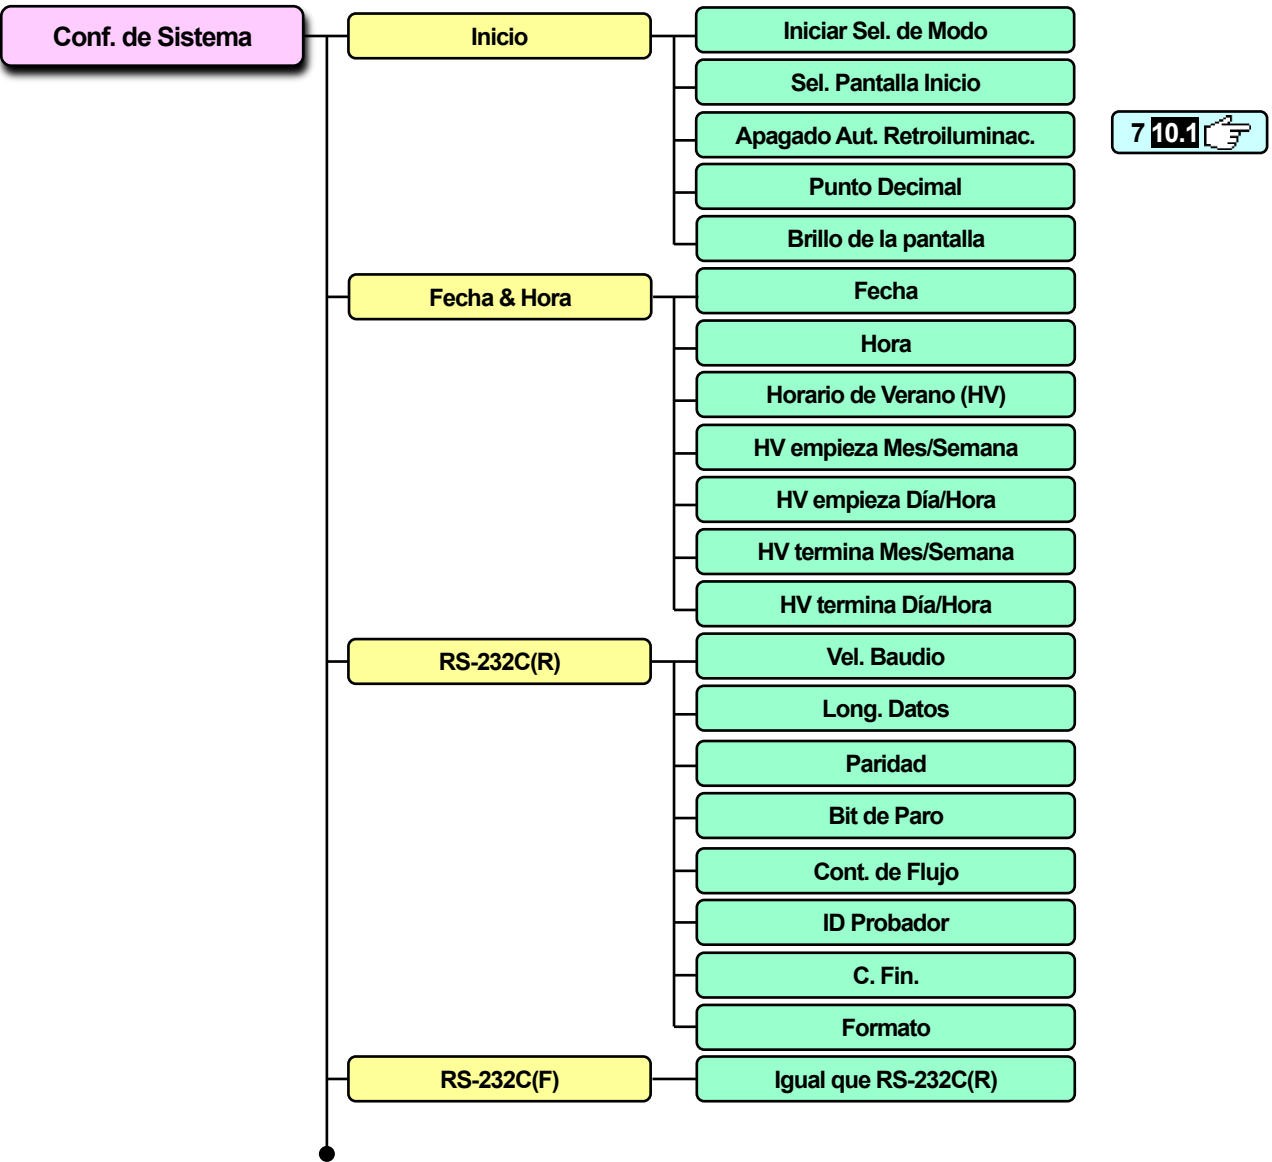 Conf. de Sistema
Inicio
Iniciar Sel. de Modo
Sel. Pantalla Inicio
Apagado Aut. Retroiluminac.
7 10.1
Punto Decimal
Brillo de la pantalla
Fecha & Hora
Fecha
Hora
Horario de Verano (HV)
HV empieza Mes/Semana
HV empieza Día/Hora
HV termina Mes/Semana
HV termina Día/Hora
RS-232C(R)
Vel. Baudio
Long. Datos
Paridad
Bit de Paro
Cont. de Flujo
ID Probador
C. Fin.
Formato
RS-232C(F)
Igual que RS-232C(R)